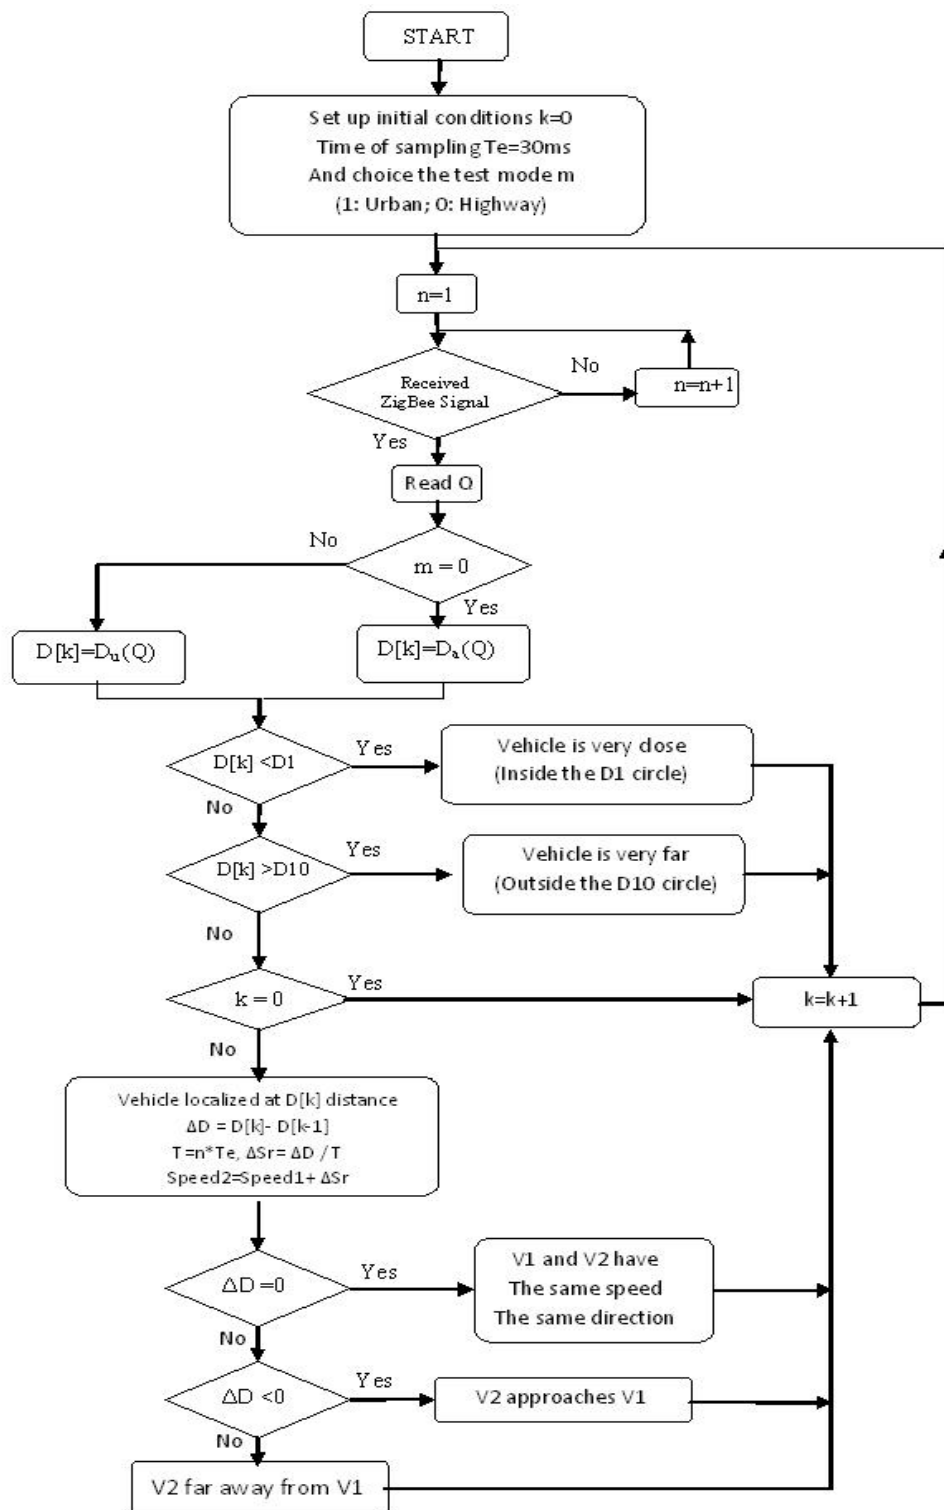 START
Set up initial conditions k=0
Time of sampling Te=30ms
And choice the test mode m
(1: Urban; 0: Highway)
n=1
Received
ZigBee Signal
No
n=n+1
Yes
Read Q
No
m = 0
Yes
D[k]=Du(Q)
D[k]=Da(Q)
D[k] <D1
Yes
Vehicle is very close
(Inside the D1 circle)
No
D[k] >D10
Yes
Vehicle is very far
(Outside the D10 circle)
No
k = 0
Yes
k=k+1
No
Vehicle localized at D[k] distance
ΔD = D[k]- D[k-1]
T=n*Te, ΔSr= ΔD / T
Speed2=Speed1+ ΔSr
ΔD =0
Yes
V1 and V2 have
The same speed
The same direction
No
ΔD <0
Yes
V2 approaches V1
No
V2 far away from V1